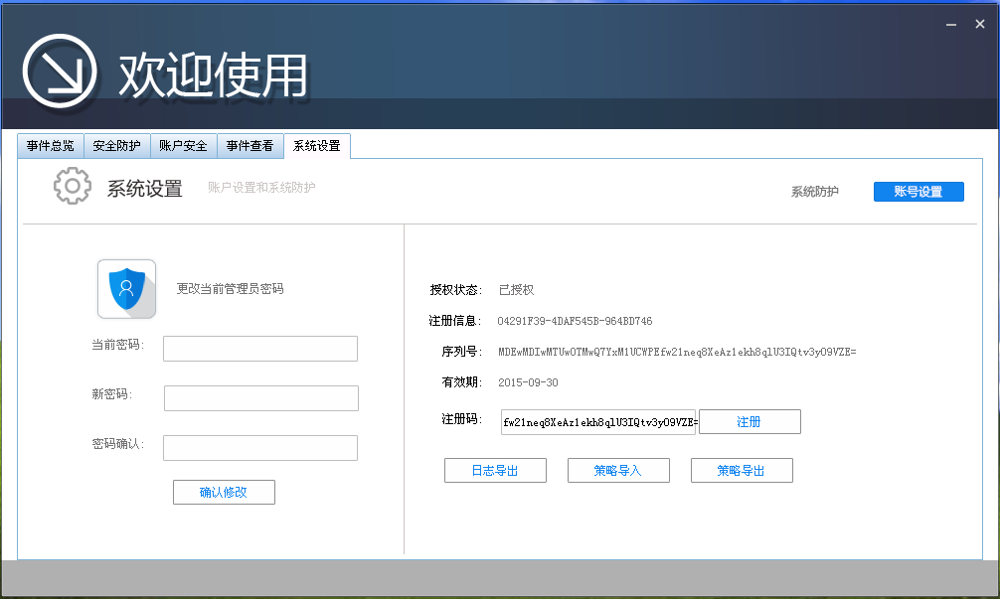 欢迎使用
事件总览 安全防护 账户安全 事件查看 系统设置
系统设置 账户设置和系统防护 系统防护 账号设置
更改当前管理员密码
当前密码:
新密码:
密码确认:
确认修改
授权状态: 已授权
注册信息: 04291F39-4DAF545B-964BD746
序列号: MDEwMDIwMTUwOTMwQ7YxM1UCWPEfw21neq8XeAz1ekh8qlU3IQtv3yO9VZE=
有效期: 2015-09-30
注册码: fw21neq8XeAz1ekh8qlU3IQtv3yO9VZE= 注册
日志导出 策略导入 策略导出